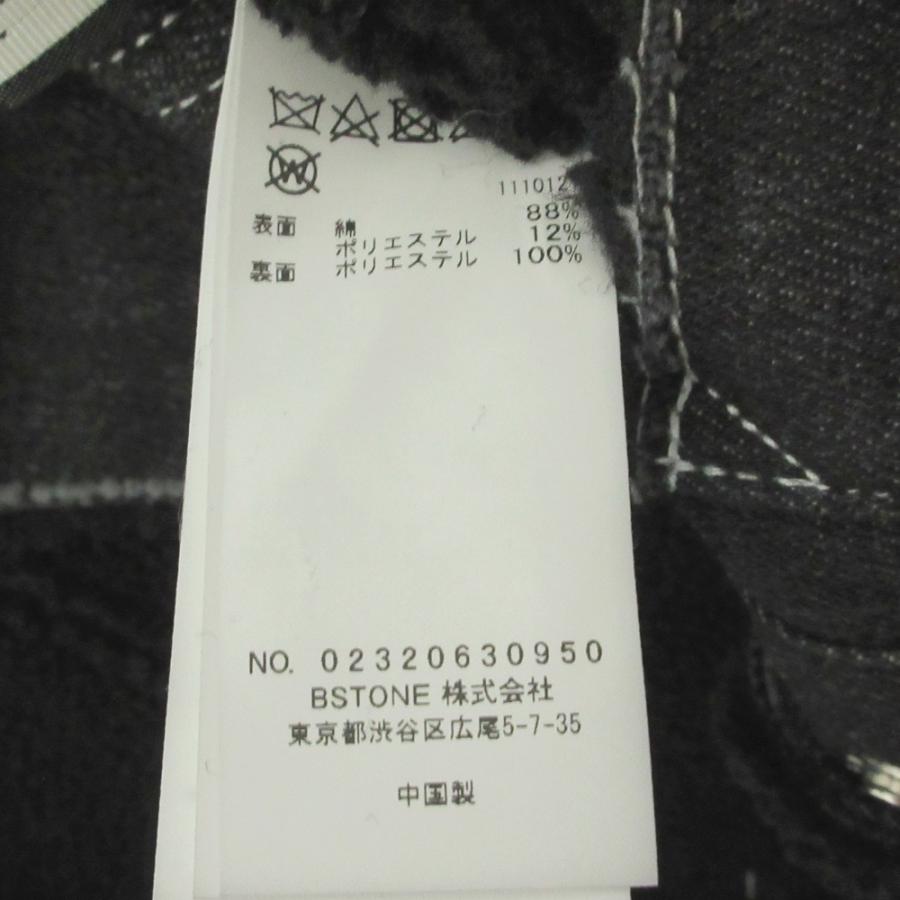 W
111012
表面 綿 88%
ポリエステル 12%
裏面 ポリエステル 100%
NO. 02320630950
BSTONE 株式会社
東京都渋谷区広尾5-7-35
中国製